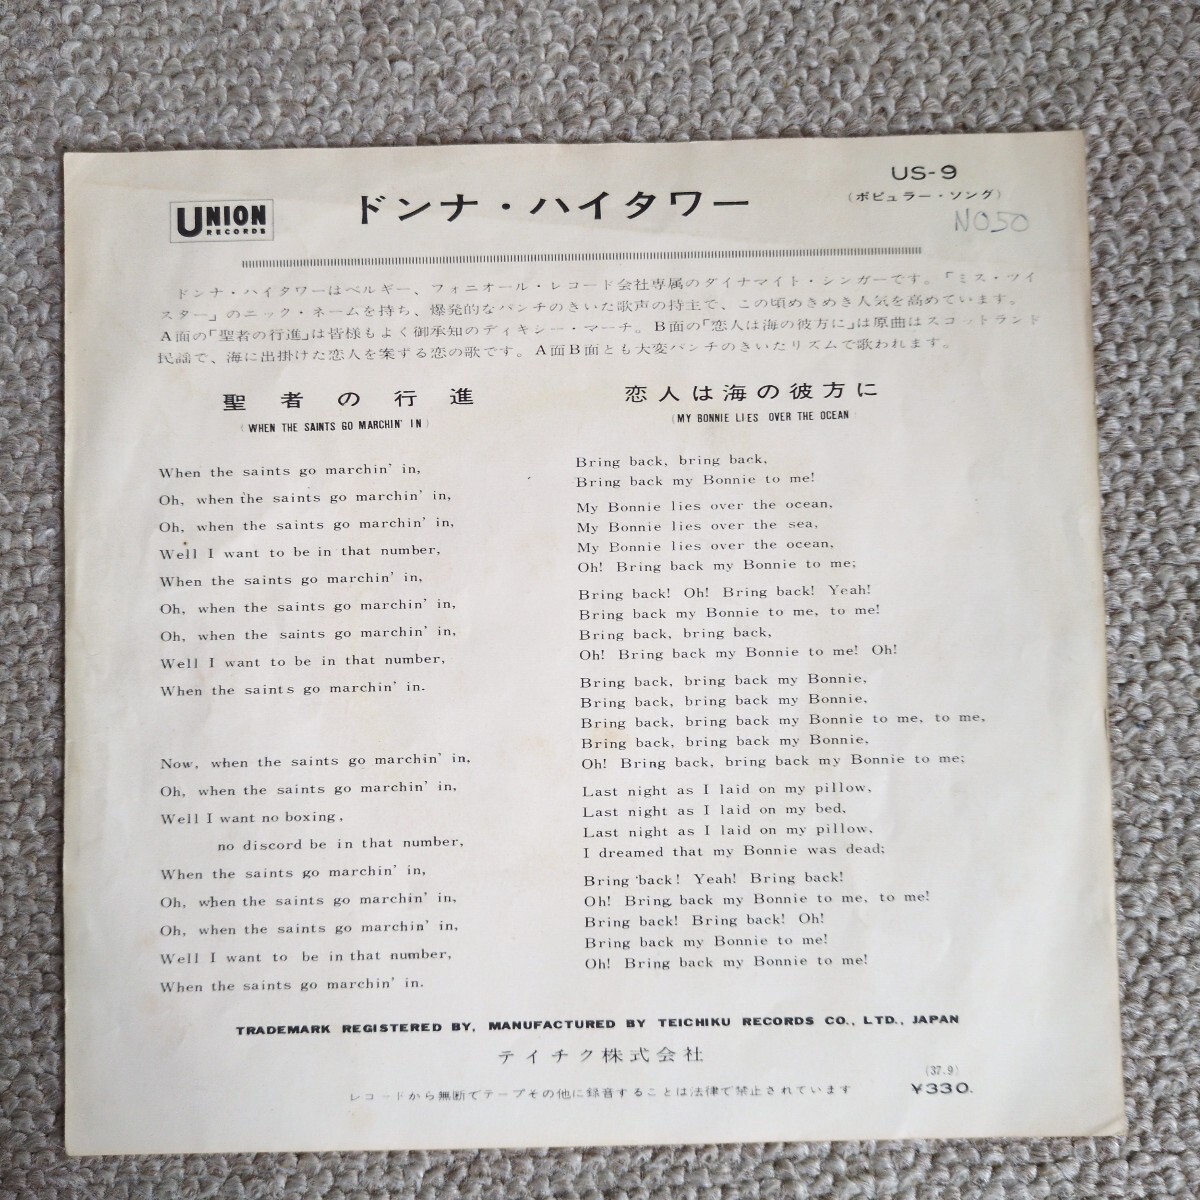 US-9
(ポピュラー・ソング)
NO50
UNION
RECORDS
ドンナ・ハイタワー
ドンナ・ハイタワーはベルギー、フォニオール・レコード会社専属のダイナマイト・シンガーです。「ミス・ツイ
スター」のニック・ネームを持ち、爆発的なパンチのきいた歌声の持主で、この頃めきめき人気を高めています。
A面の「聖者の行進」は皆様もよく御承知のディキシー・マーチ。B面の「恋人は海の彼方に」は原曲はスコットランド
民謡で、海に出掛けた恋人を案ずる恋の歌です。A面B面とも大変パンチのきいたリズムで歌われます。
聖者の行進
(WHEN THE SAINTS GO MARCHIN' IN)
When the saints go marchin' in,
Oh, when the saints go marchin' in,
Oh, when the saints go marchin' in,
Well I want to be in that number,
When the saints go marchin' in,
Oh, when the saints go marchin' in,
Oh, when the saints go marchin' in,
Well I want to be in that number,
When the saints go marchin' in.
Now, when the saints go marchin' in,
Oh, when the saints go marchin' in,
Well I want no boxing,
no discord be in that number,
When the saints go marchin' in,
Oh, when the saints go marchin' in,
Oh, when the saints go marchin' in,
Well I want to be in that number,
When the saints go marchin' in.
恋人は海の彼方に
(MY BONNIE LIES OVER THE OCEAN)
Bring back, bring back,
Bring back my Bonnie to me!
My Bonnie lies over the ocean,
My Bonnie lies over the sea,
My Bonnie lies over the ocean,
Oh! Bring back my Bonnie to me;
Bring back! Oh! Bring back! Yeah!
Bring back my Bonnie to me, to me!
Bring back, bring back,
Oh! Bring back my Bonnie to me! Oh!
Bring back, bring back my Bonnie,
Bring back, bring back my Bonnie,
Bring back, bring back my Bonnie to me, to me,
Bring back, bring back my Bonnie,
Oh! Bring back, bring back my Bonnie to me;
Last night as I laid on my pillow,
Last night as I laid on my bed,
Last night as I laid on my pillow,
I dreamed that my Bonnie was dead;
Bring back! Yeah! Bring back!
Oh! Bring back my Bonnie to me, to me!
Bring back! Bring back! Oh!
Bring back my Bonnie to me!
Oh! Bring back my Bonnie to me!
TRADEMARK REGISTERED BY, MANUFACTURED BY TEICHIKU RECORDS CO., LTD., JAPAN
テイチク株式会社
レコードから無断でテープその他に録音することは法律で禁止されています
(37.9)
¥330.